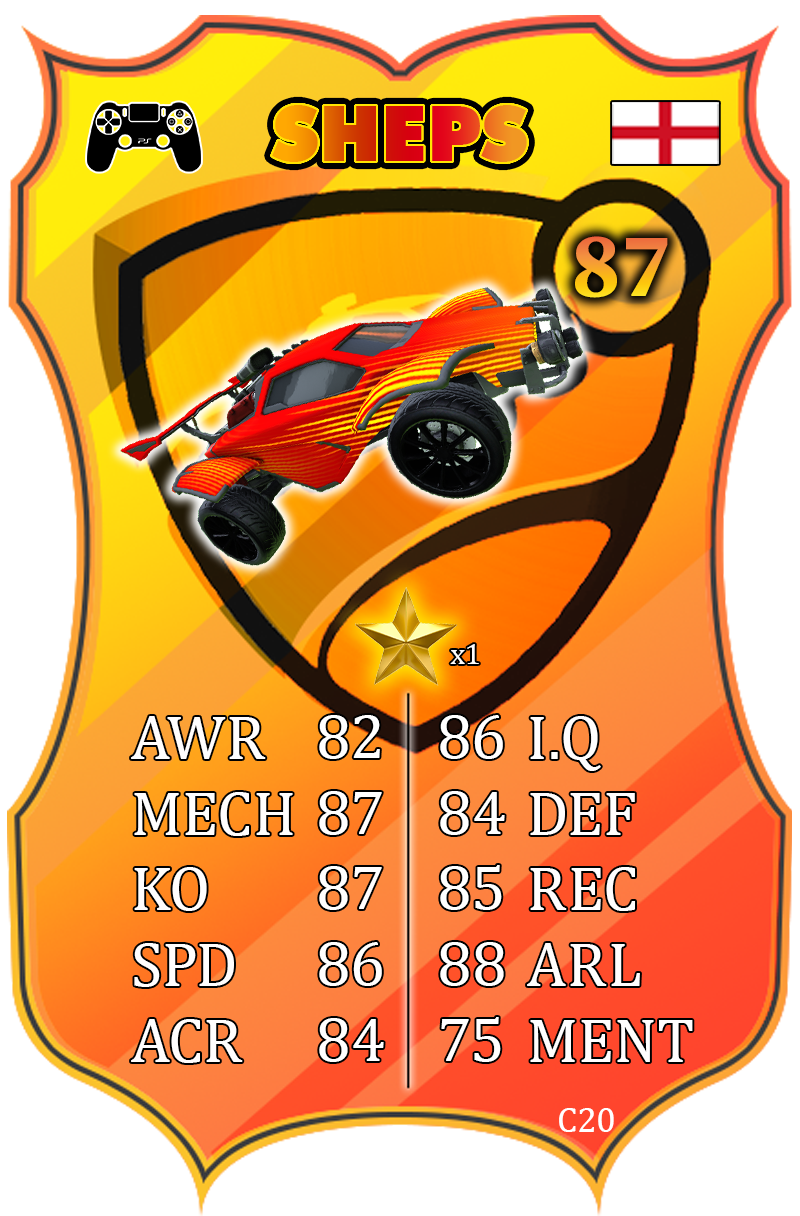 SHEPS
87
x1
AWR 82 86 I.Q
MECH 87 84 DEF
KO 87 85 REC
SPD 86 88 ARL
ACR 84 75 MENT
C20